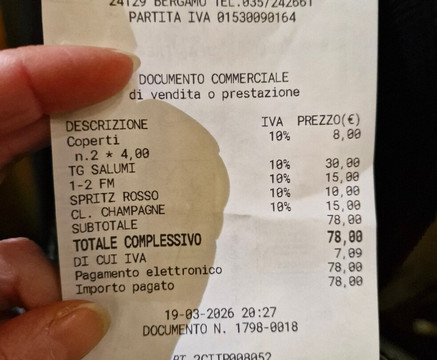 24129 BERGAMO TEL.035/242661
PARTITA IVA 01530090164
DOCUMENTO COMMERCIALE
di vendita o prestazione
DESCRIZIONE IVA PREZZO(€)
Coperti 10% 8,00
n.2 * 4,00
TG SALUMI 10% 30,00
1-2 FM 10% 15,00
SPRITZ ROSSO 10% 10,00
CL. CHAMPAGNE 10% 15,00
SUBTOTALE 78,00
TOTALE COMPLESSIVO 78,00
DI CUI IVA 7,09
Pagamento elettronico 78,00
Importo pagato 78,00
19-03-2026 20:27
DOCUMENTO N. 1798-0018
RT 2CITP008052